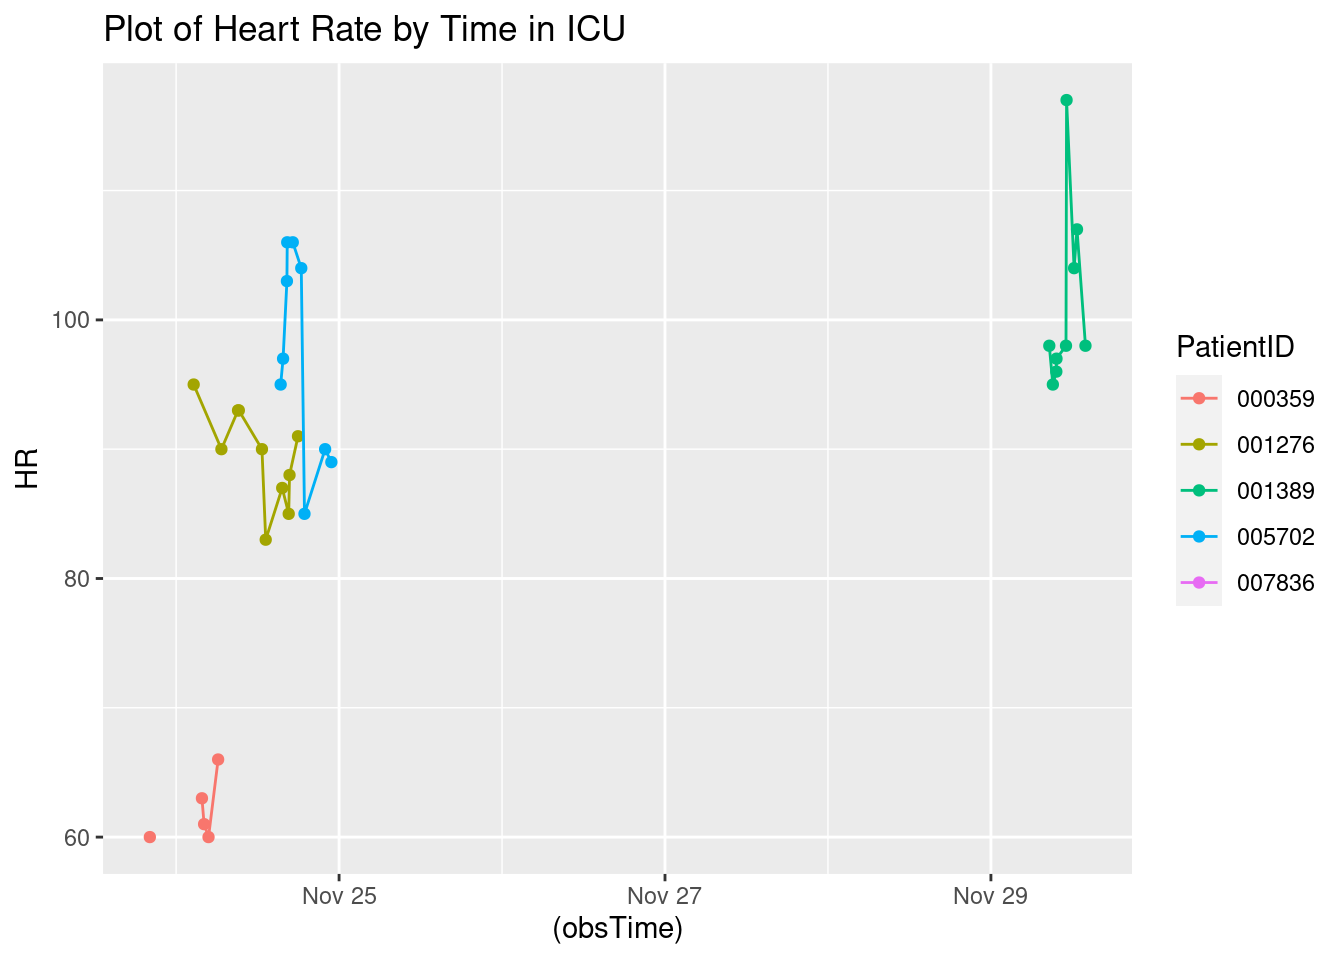 Plot of Heart Rate by Time in ICU
HR
100
80
60
Nov 25
Nov 27
Nov 29
(obsTime)
PatientID
000359
001276
001389
005702
007836